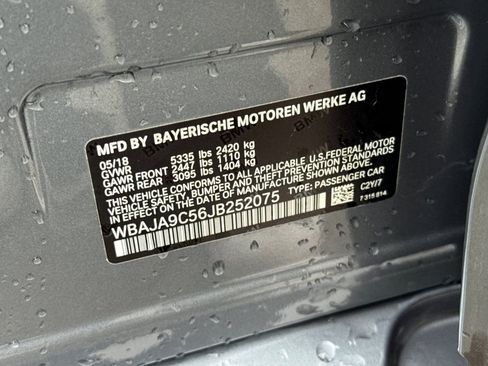 MFD BY BAYERISCHE MOTOREN WERKE AG
05/18
GVWR 5335 lbs 2420 kg
GAWR FRONT 2447 lbs 1110 kg
GAWR REAR 3095 lbs 1404 kg
THIS VEHICLE CONFORMS TO ALL APPLICABLE U.S. FEDERAL MOTOR
VEHICLE SAFETY, BUMPER AND THEFT PREVENTION STANDARDS
IN EFFECT ON THE DATE OF MANUFACTURE SHOWN ABOVE.
WBAJA9C56JB252075 TYPE: PASSENGER CAR
C2Y/7
7 315 814